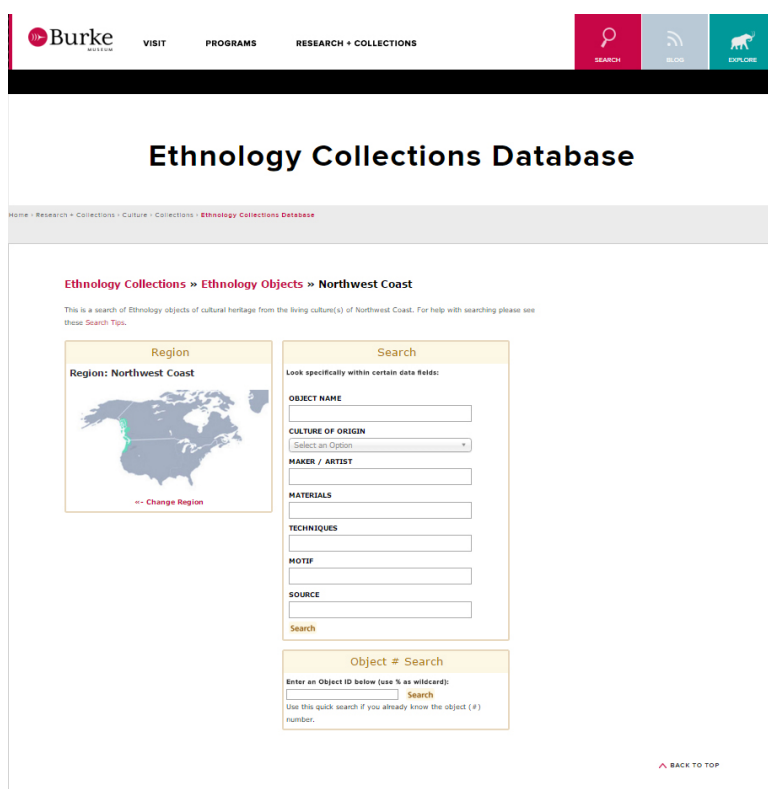 Burke
MUSEUM
VISIT
PROGRAMS
RESEARCH + COLLECTIONS
SEARCH
BLOG
EXPLORE
Ethnology Collections Database
Home › Research + Collections › Culture › Collections › Ethnology Collections Database
Ethnology Collections » Ethnology Objects » Northwest Coast
This is a search of Ethnology objects of cultural heritage from the living culture(s) of Northwest Coast. For help with searching please see
these Search Tips.
Region
Region: Northwest Coast
«- Change Region
Search
Look specifically within certain data fields:
OBJECT NAME
CULTURE OF ORIGIN
Select an Option
MAKER / ARTIST
MATERIALS
TECHNIQUES
MOTIF
SOURCE
Search
Object # Search
Enter an Object ID below (use % as wildcard):
Search
Use this quick search if you already know the object (#)
number.
BACK TO TOP